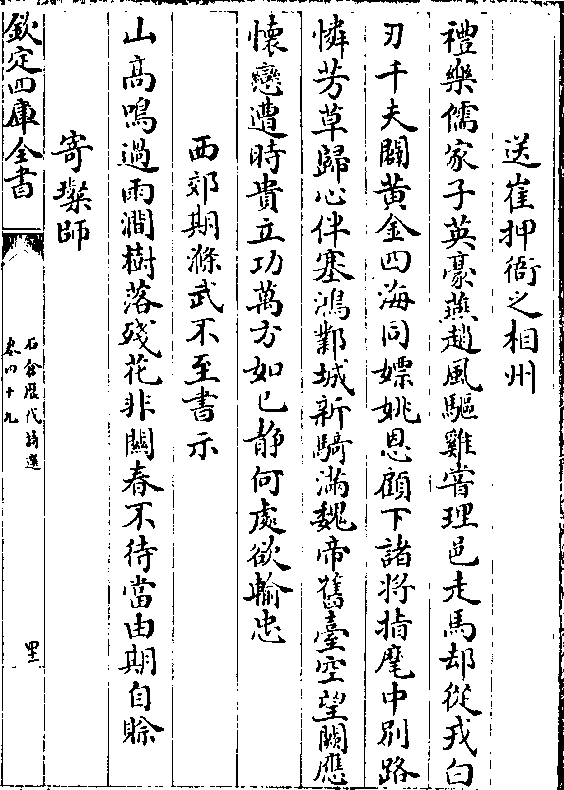 送崔押衙之相州
禮樂儒家子英豪燕趙風驅雞嘗理邑走馬却從戎白
刃千夫闢黄金四海同嫖姚恩顧下諸將指麾中别路
憐芳草歸心伴塞鴻鄴城新騎滿魏帝舊臺空望闕應
懐戀遭時貴立功萬方如已静何處欲輸忠
西郊期滌武不至書示
山高鳴過雨澗樹落殘花非闗春不待當由期自賒
寄璨師
欽定四庫全書
石倉歷代詩選
卷四十九